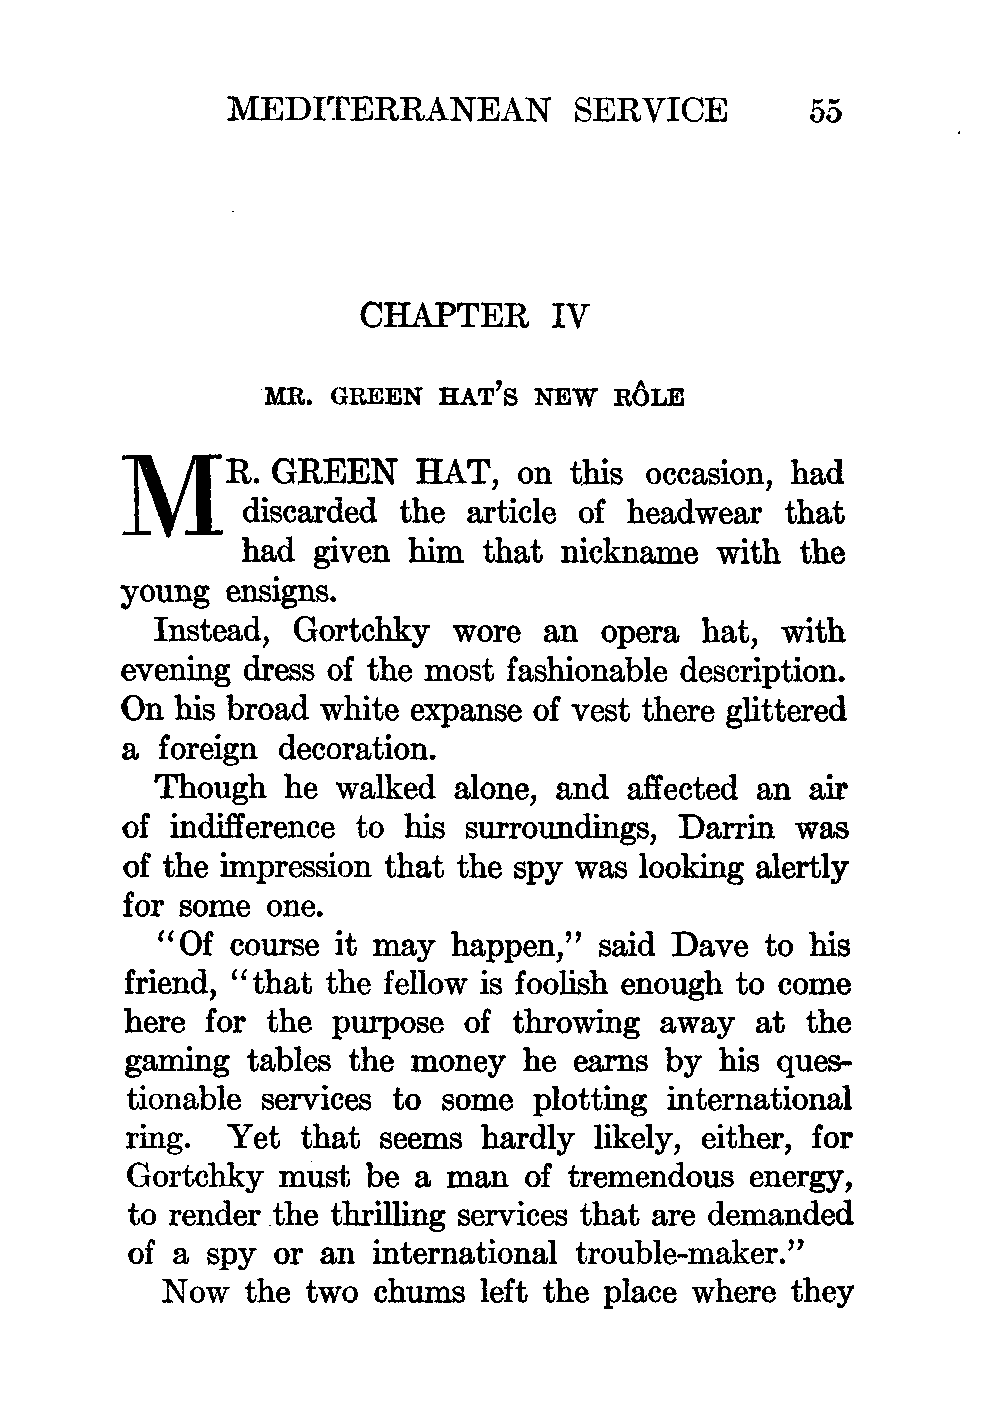 MEDITERRANEAN SERVICE 55
CHAPTER IV
MR. GREEN HAT'S NEW RÔLE
MR. GREEN HAT, on this occasion, had
discarded the article of headwear that
had given him that nickname with the
young ensigns.
Instead, Gortchky wore an opera hat, with
evening dress of the most fashionable description.
On his broad white expanse of vest there glittered
a foreign decoration.
Though he walked alone, and affected an air
of indifference to his surroundings, Darrin was
of the impression that the spy was looking alertly
for some one.
"Of course it may happen," said Dave to his
friend, "that the fellow is foolish enough to come
here for the purpose of throwing away at the
gaming tables the money he earns by his ques-
tionable services to some plotting international
ring. Yet that seems hardly likely, either, for
Gortchky must be a man of tremendous energy,
to render the thrilling services that are demanded
of a spy or an international trouble-maker."
Now the two chums left the place where they